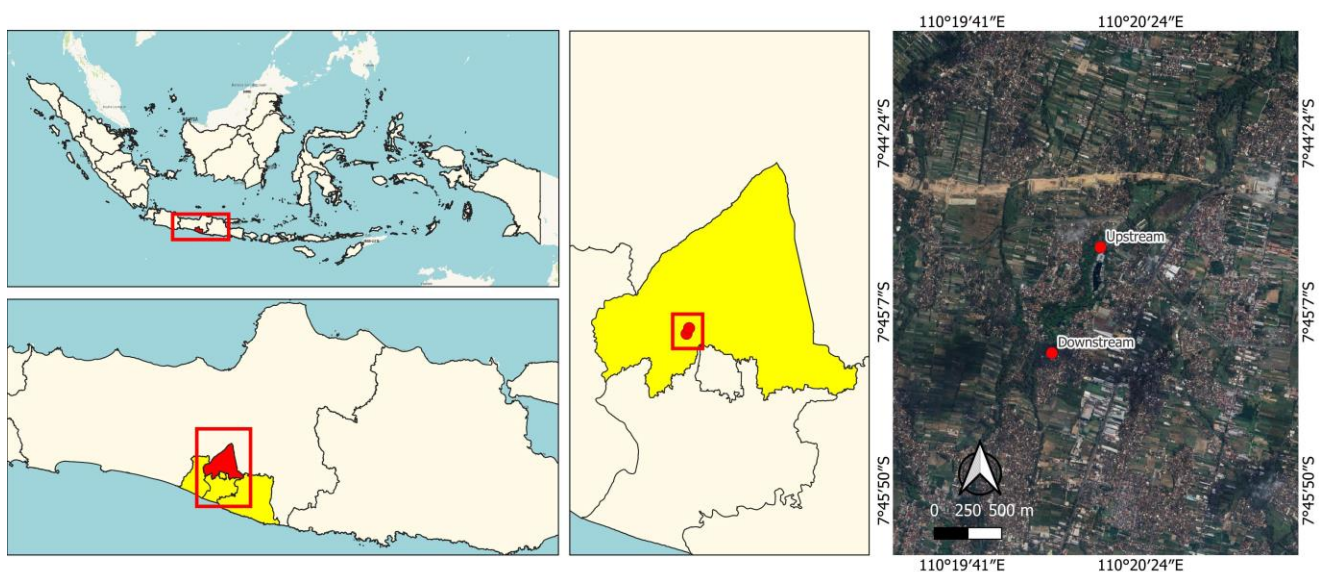 110°19′41″E 110°20′24″E
7°44′24″S 7°44′24″S
Upstream
7°45′7″S 7°45′7″S
Downstream
7°45′50″S 7°45′50″S
0 250 500 m
110°19′41″E 110°20′24″E